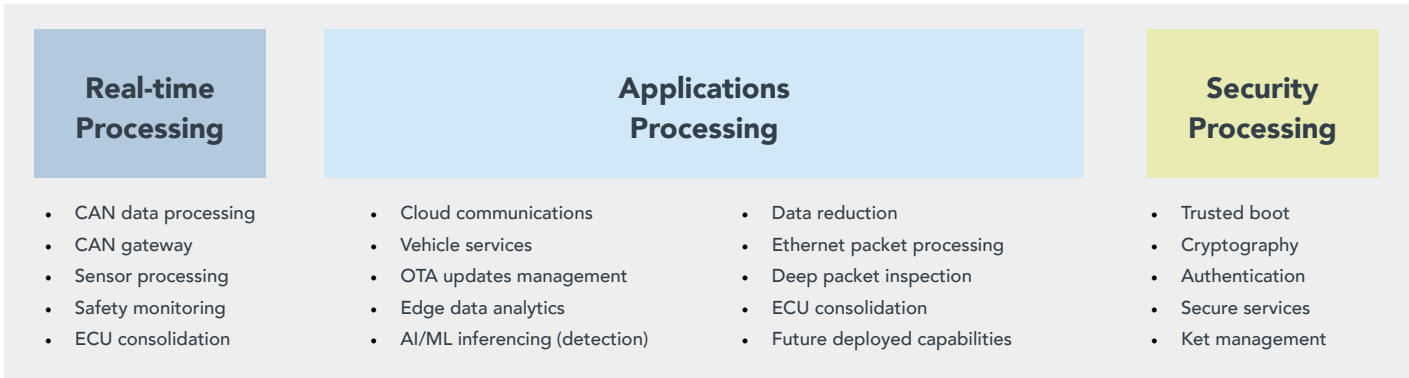 Real-time
Processing
• CAN data processing
• CAN gateway
• Sensor processing
• Safety monitoring
• ECU consolidation
Applications
Processing
• Cloud communications
• Vehicle services
• OTA updates management
• Edge data analytics
• AI/ML inferencing (detection)
• Data reduction
• Ethernet packet processing
• Deep packet inspection
• ECU consolidation
• Future deployed capabilities
Security
Processing
• Trusted boot
• Cryptography
• Authentication
• Secure services
• Ket management